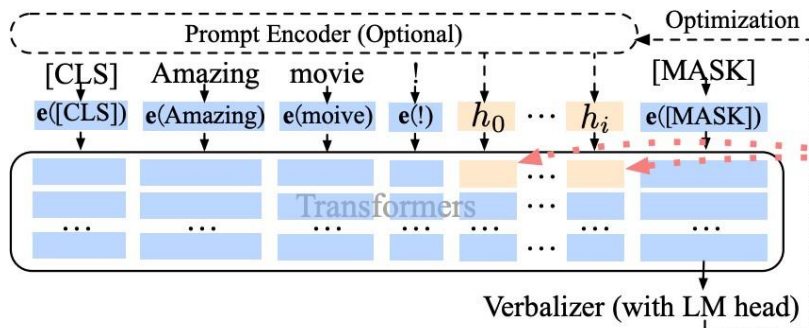 Prompt Encoder (Optional) Optimization
[CLS] Amazing movie ! [MASK]
e([CLS]) e(Amazing) e(moive) e(!) h0 ... hi e([MASK])
...
Transformers ...
... ... ... ... ... ...
...
Verbalizer (with LM head)